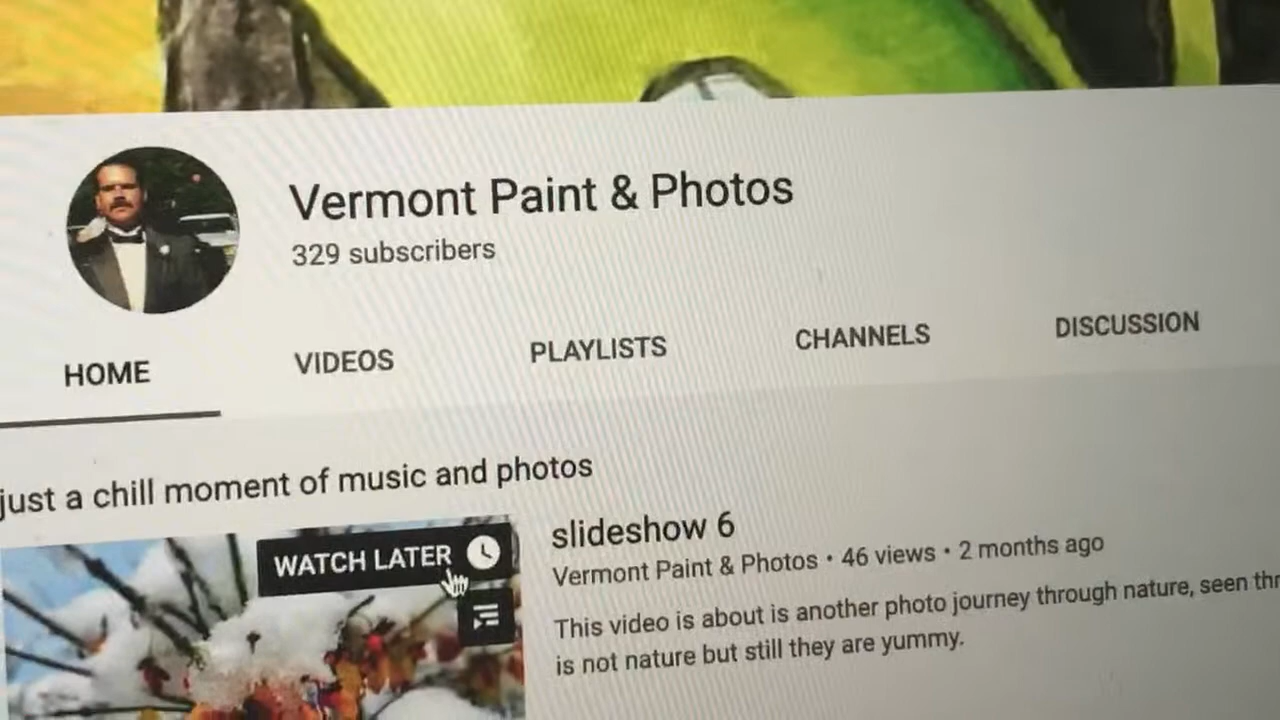 Vermont Paint & Photos
329 subscribers
HOME VIDEOS PLAYLISTS CHANNELS DISCUSSION
just a chill moment of music and photos
WATCH LATER
slideshow 6
Vermont Paint & Photos • 46 views • 2 months ago
This video is about is another photo journey through nature, seen
is not nature but still they are yummy.